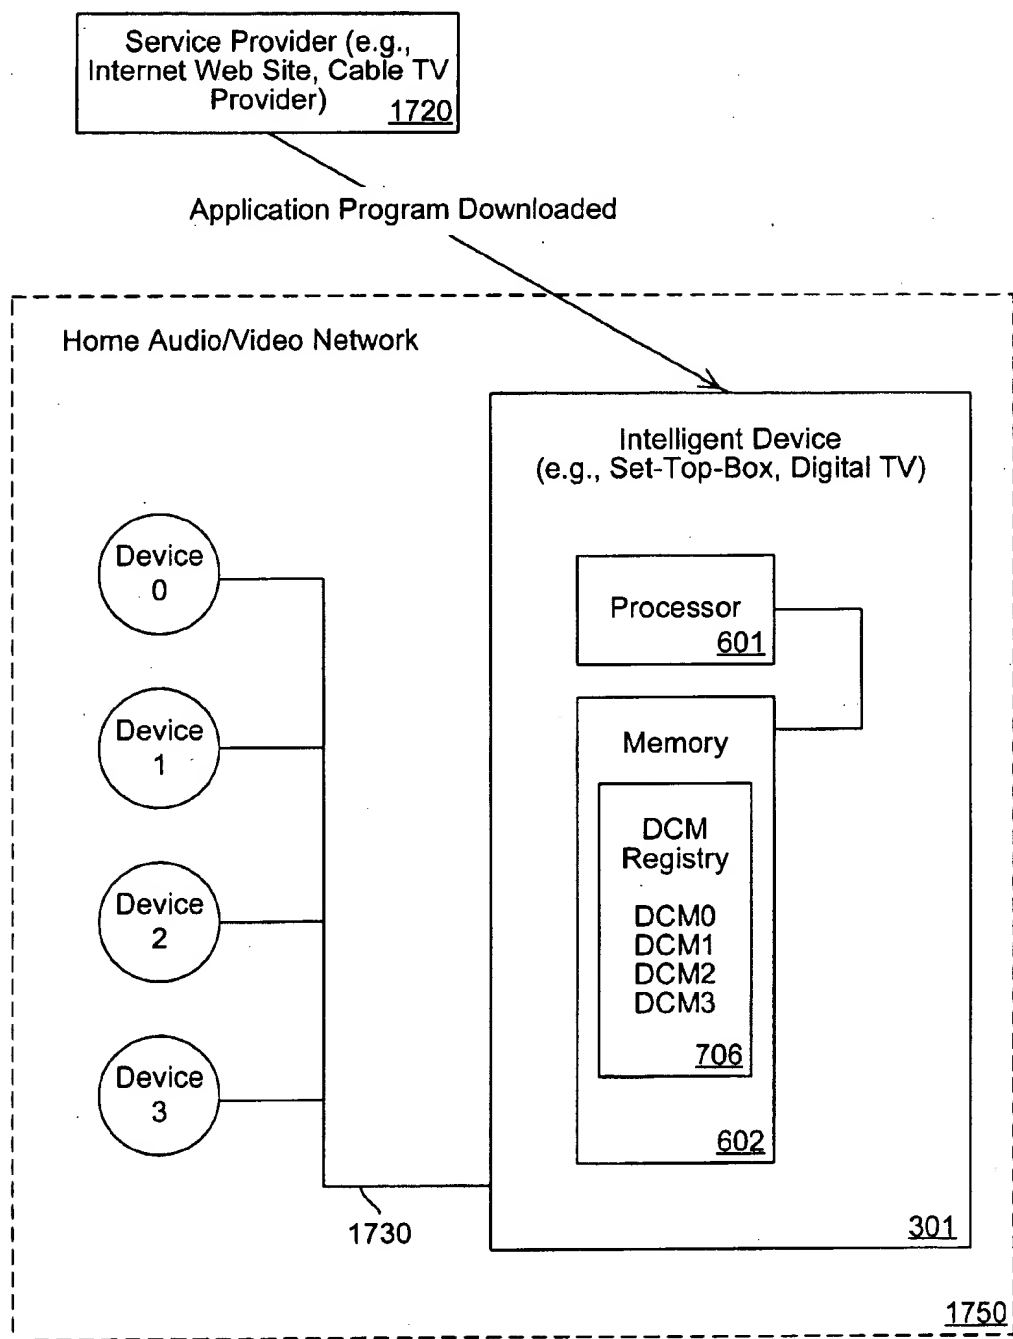 Service Provider (e.g.,
Internet Web Site, Cable TV
Provider)
1720
Application Program Downloaded
Home Audio/Video Network
Intelligent Device
(e.g., Set-Top-Box, Digital TV)
Device
0
Device
1
Device
2
Device
3
Processor
601
Memory
DCM
Registry
DCM0
DCM1
DCM2
DCM3
706
602
301
1730
1750